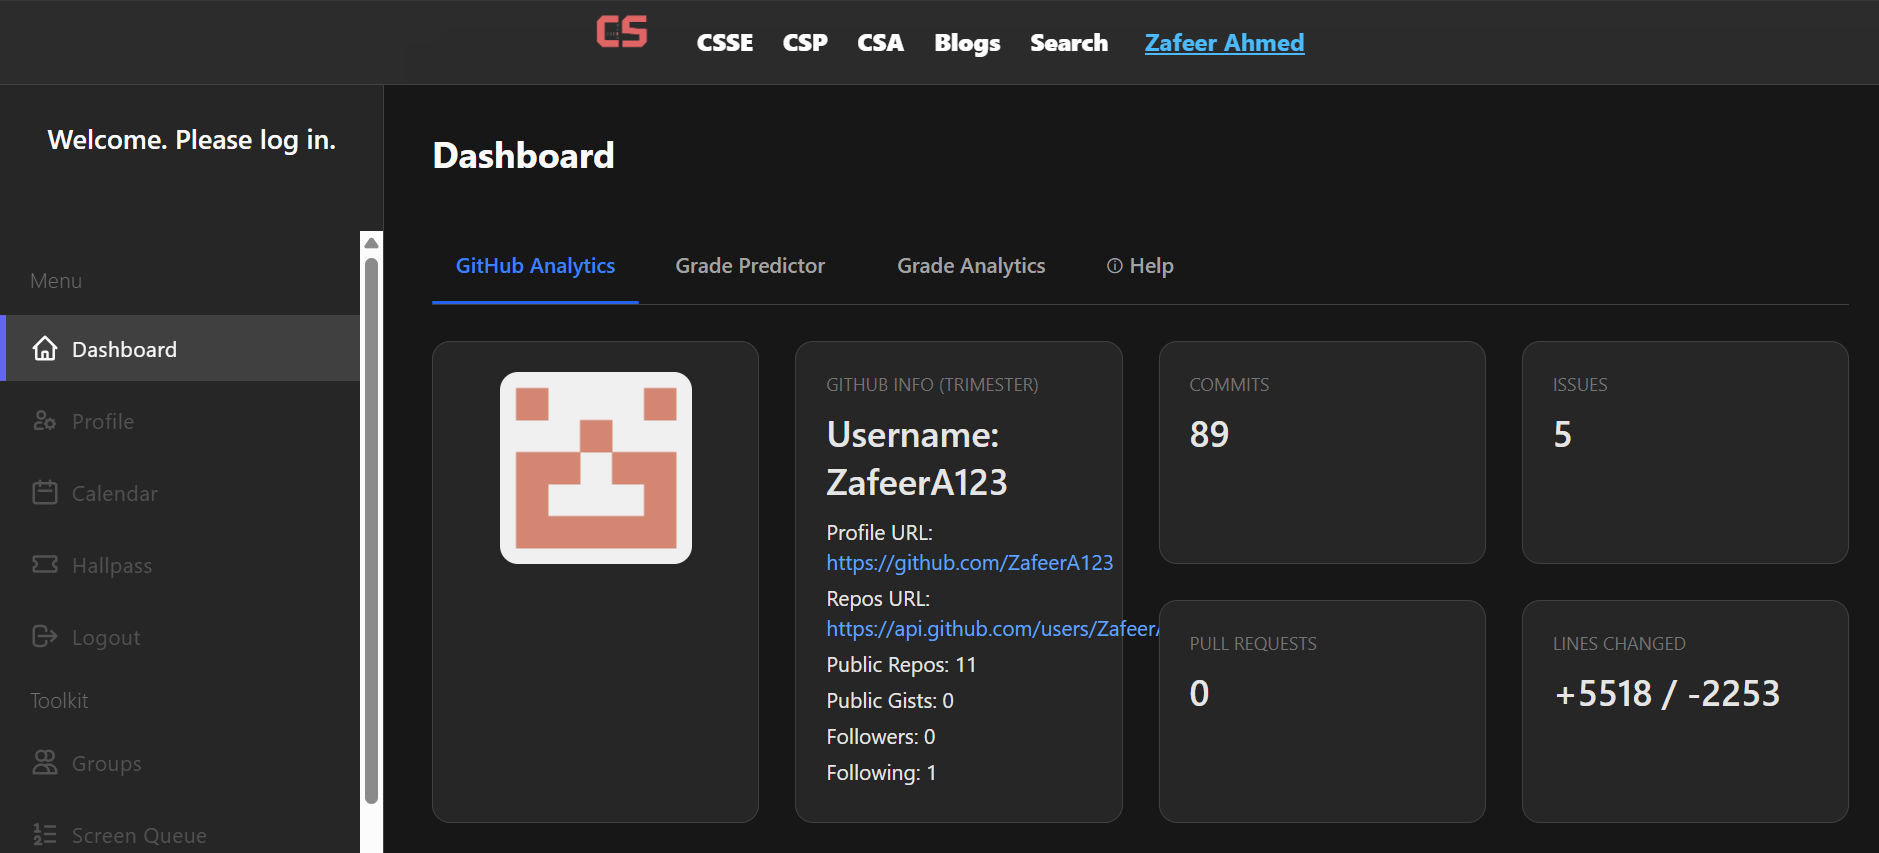 CS
CSSE CSP CSA Blogs Search Zafeer Ahmed
Welcome. Please log in.
Menu
Dashboard
Profile
Calendar
Hallpass
Logout
Toolkit
Groups
Screen Queue
Dashboard
GitHub Analytics Grade Predictor Grade Analytics Help
GITHUB INFO (TRIMESTER)
Username:
ZafeerA123
Profile URL:
https://github.com/ZafeerA123
Repos URL:
https://api.github.com/users/Zafeer
Public Repos: 11
Public Gists: 0
Followers: 0
Following: 1
COMMITS
89
ISSUES
5
PULL REQUESTS
0
LINES CHANGED
+5518 / -2253